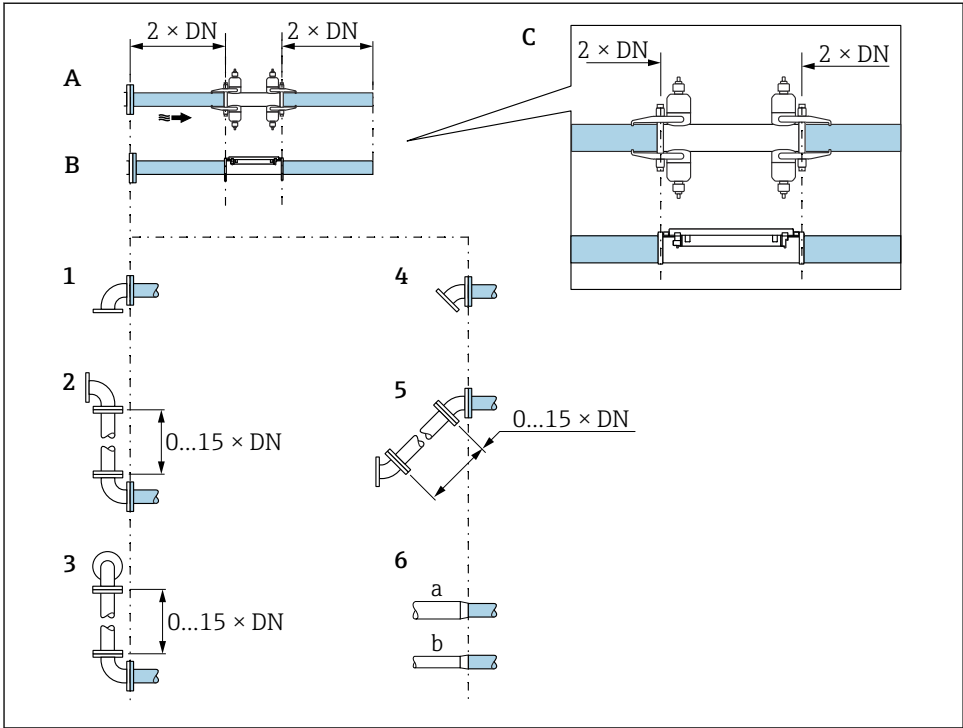 2 × DN
2 × DN
A
B
C
2 × DN
2 × DN
1
4
2
0...15 × DN
5
0...15 × DN
3
0...15 × DN
6
a
b